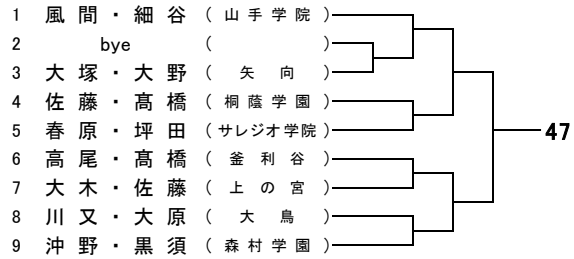 1 風間・細谷 (山手学院)
2 bye ( )
3 大塚・大野 (矢向)
4 佐藤・髙橋 (桐蔭学園)
5 春原・坪田 (サレジオ学院)
6 高尾・髙橋 (釜利谷)
7 大木・佐藤 (上の宮)
8 川又・大原 (大鳥)
9 沖野・黒須 (森村学園)
47